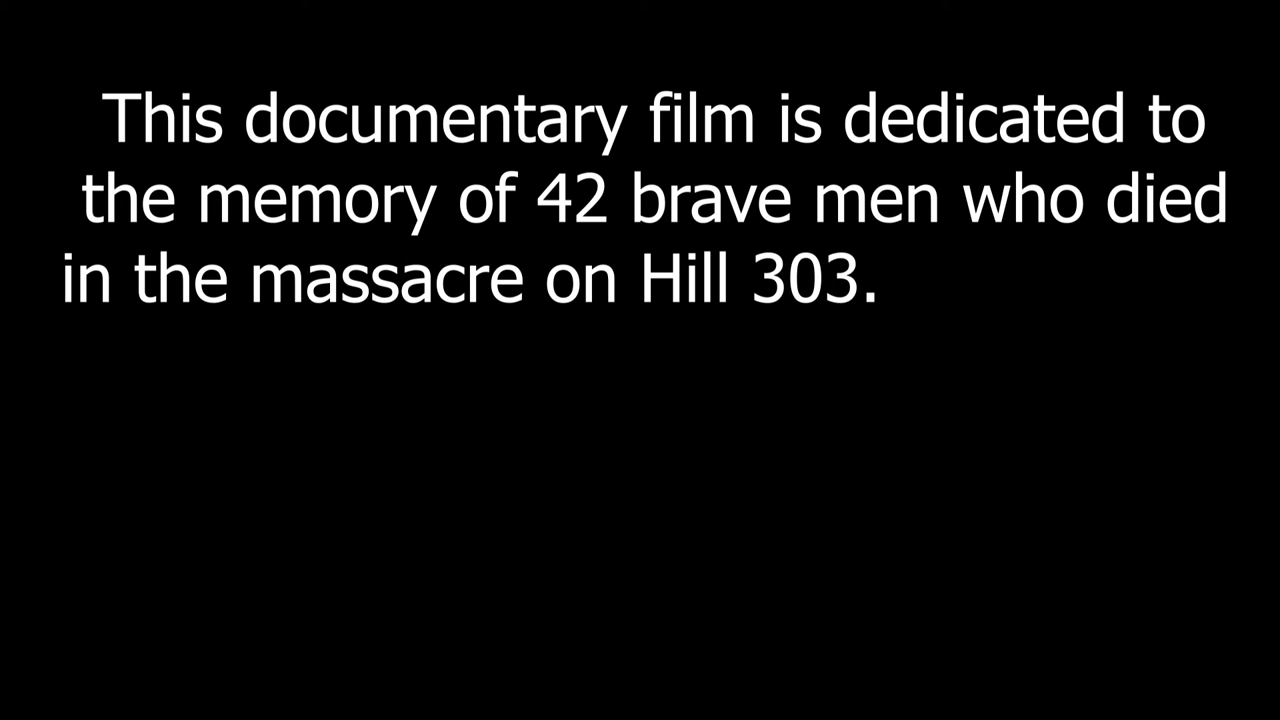 This documentary film is dedicated to
the memory of 42 brave men who died
in the massacre on Hill 303.